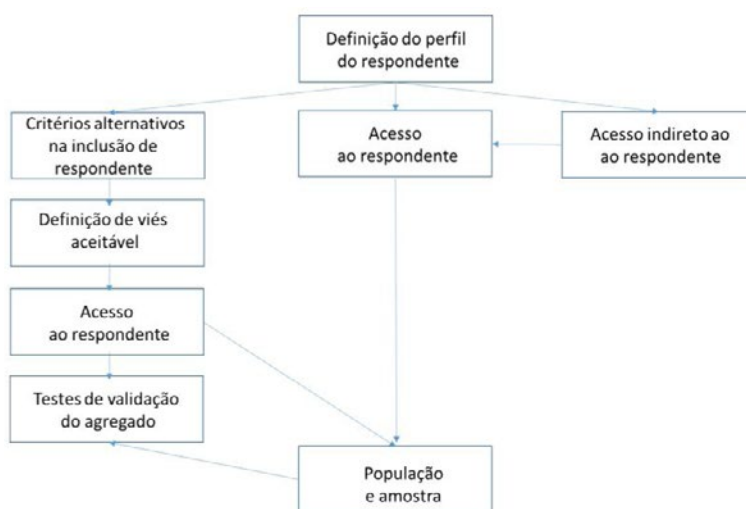 Definição do perfil
do respondente
Critérios alternativos
na inclusão de
respondente
Acesso
ao respondente
Acesso indireto ao
ao respondente
Definição de viés
aceitável
Acesso
ao respondente
Testes de validação
do agregado
População
e amostra